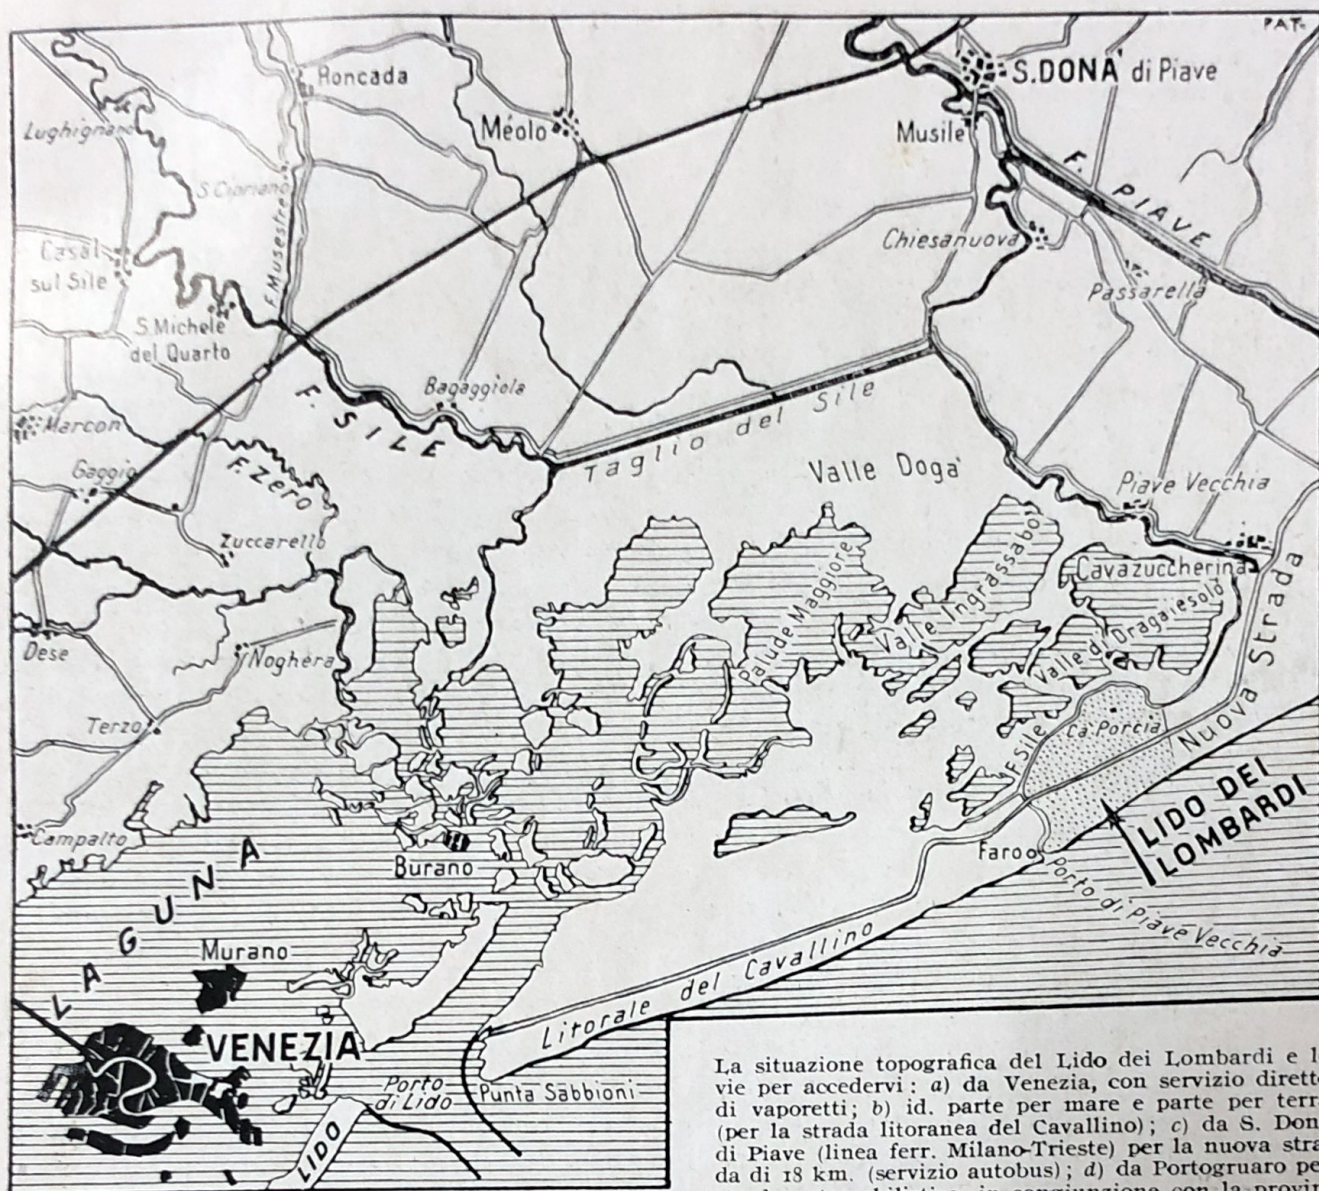 PAT.
Roncada
S. DONA' di Piave
Lughignano
Méolo
Musile
S. Cipriano
F. PIAVE
Casal
sul Sile
F. Musestre
Chiesanuova
Passarella
S. Michele
del Quarto
Bagaggiola
F. SILE
Taglio del Sile
Marcon
Gaggio
F. Zero
Valle Dogà
Piave Vecchia
Zuccarello
Cavazuccherina
Palude Maggiore
Valle Ingrassabò
Valle di Dragaiesolo
Nuova Strada
Dese
Noghera
Terzo
F. Sile
Ca. Porcia
LIDO DEI
LOMBARDI
Campalto
LAGUNA
Burano
Faro
Porto di Piave Vecchia
Murano
Litorale del Cavallino
VENEZIA
Porto
di Lido
Punta Sabbioni
LIDO
La situazione topografica del Lido dei Lombardi e
vie per accedervi: a) da Venezia, con servizio dirett
di vaporetti; b) id. parte per mare e parte per terr
(per la strada litoranea del Cavallino); c) da S. Don
di Piave (linea ferr. Milano-Trieste) per la nuova stra
da di 18 km. (servizio autobus); d) da Portogruaro pe